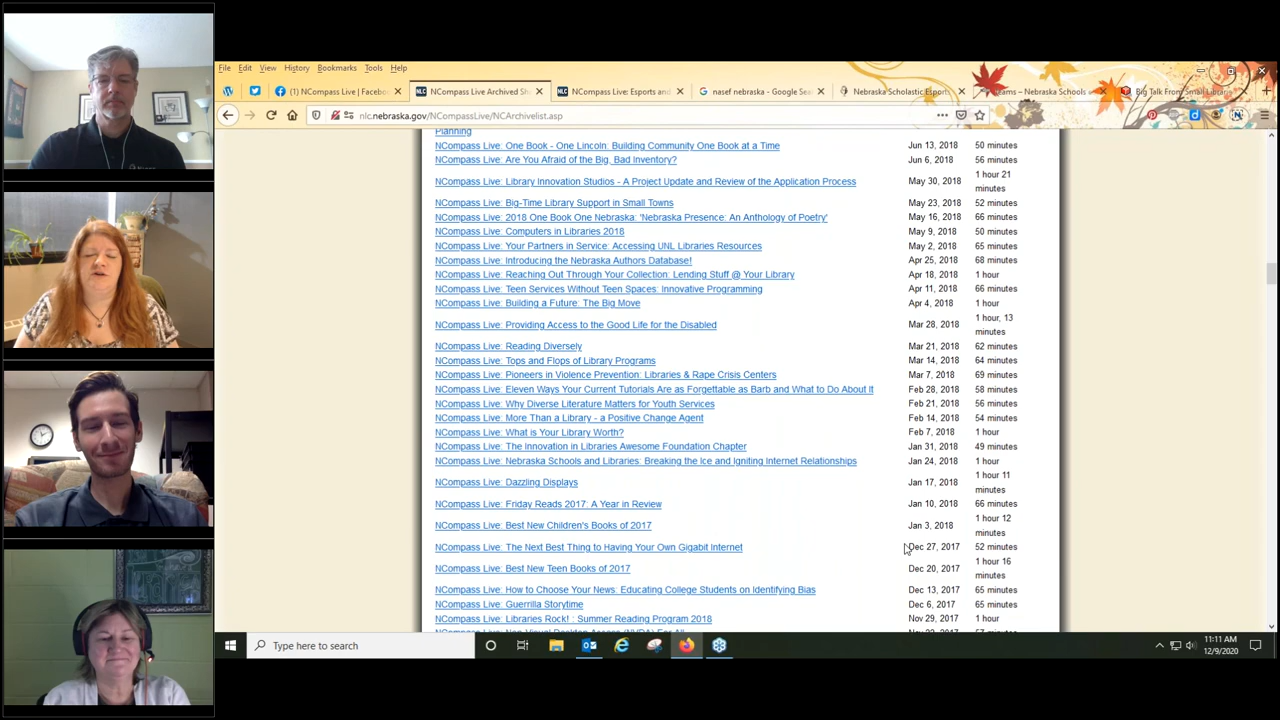 File Edit View History Bookmarks Tools Help
(1) NCompass Live | Facebo
NCompass Live Archived Sh
NCompass Live: Esports and
nasef nebraska - Google Sea
Nebraska Scholastic Esports
Teams – Nebraska Schools
Big Talk From Small Libraries
nlc.nebraska.gov/NCompassLive/NCArchivelist.asp
Planning
NCompass Live: One Book - One Lincoln: Building Community One Book at a Time Jun 13, 2018 50 minutes
NCompass Live: Are You Afraid of the Big, Bad Inventory? Jun 6, 2018 56 minutes
NCompass Live: Library Innovation Studios - A Project Update and Review of the Application Process May 30, 2018 1 hour 21 minutes
NCompass Live: Big-Time Library Support in Small Towns May 23, 2018 52 minutes
NCompass Live: 2018 One Book One Nebraska: 'Nebraska Presence: An Anthology of Poetry' May 16, 2018 66 minutes
NCompass Live: Computers in Libraries 2018 May 9, 2018 50 minutes
NCompass Live: Your Partners in Service: Accessing UNL Libraries Resources May 2, 2018 65 minutes
NCompass Live: Introducing the Nebraska Authors Database! Apr 25, 2018 68 minutes
NCompass Live: Reaching Out Through Your Collection: Lending Stuff @ Your Library Apr 18, 2018 1 hour
NCompass Live: Teen Services Without Teen Spaces: Innovative Programming Apr 11, 2018 66 minutes
NCompass Live: Building a Future: The Big Move Apr 4, 2018 1 hour
NCompass Live: Providing Access to the Good Life for the Disabled Mar 28, 2018 1 hour, 13 minutes
NCompass Live: Reading Diversely Mar 21, 2018 62 minutes
NCompass Live: Tops and Flops of Library Programs Mar 14, 2018 64 minutes
NCompass Live: Pioneers in Violence Prevention: Libraries & Rape Crisis Centers Mar 7, 2018 69 minutes
NCompass Live: Eleven Ways Your Current Tutorials Are as Forgettable as Barb and What to Do About It Feb 28, 2018 58 minutes
NCompass Live: Why Diverse Literature Matters for Youth Services Feb 21, 2018 56 minutes
NCompass Live: More Than a Library - a Positive Change Agent Feb 14, 2018 54 minutes
NCompass Live: What is Your Library Worth? Feb 7, 2018 1 hour
NCompass Live: The Innovation in Libraries Awesome Foundation Chapter Jan 31, 2018 49 minutes
NCompass Live: Nebraska Schools and Libraries: Breaking the Ice and Igniting Internet Relationships Jan 24, 2018 1 hour
NCompass Live: Dazzling Displays Jan 17, 2018 1 hour 11 minutes
NCompass Live: Friday Reads 2017: A Year in Review Jan 10, 2018 66 minutes
NCompass Live: Best New Children's Books of 2017 Jan 3, 2018 1 hour 12 minutes
NCompass Live: The Next Best Thing to Having Your Own Gigabit Internet Dec 27, 2017 52 minutes
NCompass Live: Best New Teen Books of 2017 Dec 20, 2017 1 hour 16 minutes
NCompass Live: How to Choose Your News: Educating College Students on Identifying Bias Dec 13, 2017 65 minutes
NCompass Live: Guerrilla Storytime Dec 6, 2017 65 minutes
NCompass Live: Libraries Rock! : Summer Reading Program 2018 Nov 29, 2017 1 hour
Type here to search
11:11 AM
12/9/2020